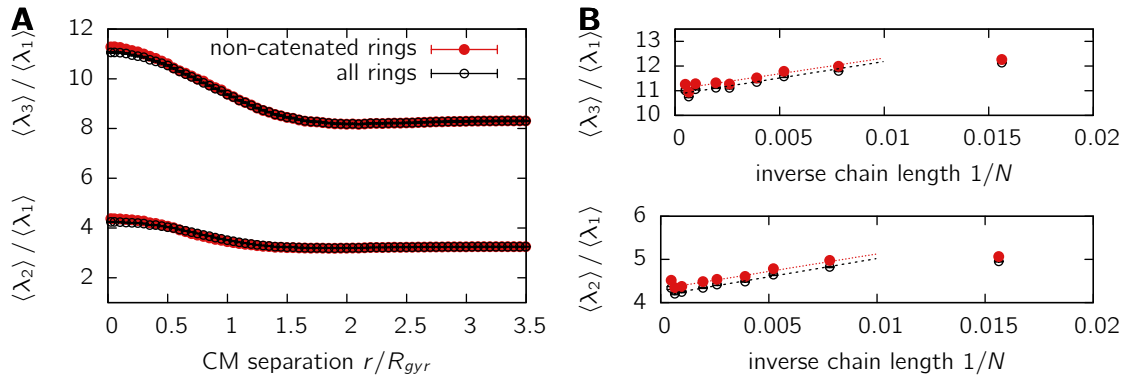 A
⟨λ₃⟩ / ⟨λ₁⟩
⟨λ₂⟩ / ⟨λ₁⟩
12
10
8
6
4
2
non-catenated rings
all rings
0 0.5 1 1.5 2 2.5 3 3.5
CM separation r/R_gyr
B
⟨λ₃⟩ / ⟨λ₁⟩
13
12
11
10
0 0.005 0.01 0.015 0.02
inverse chain length 1/N
⟨λ₂⟩ / ⟨λ₁⟩
6
5
4
0 0.005 0.01 0.015 0.02
inverse chain length 1/N